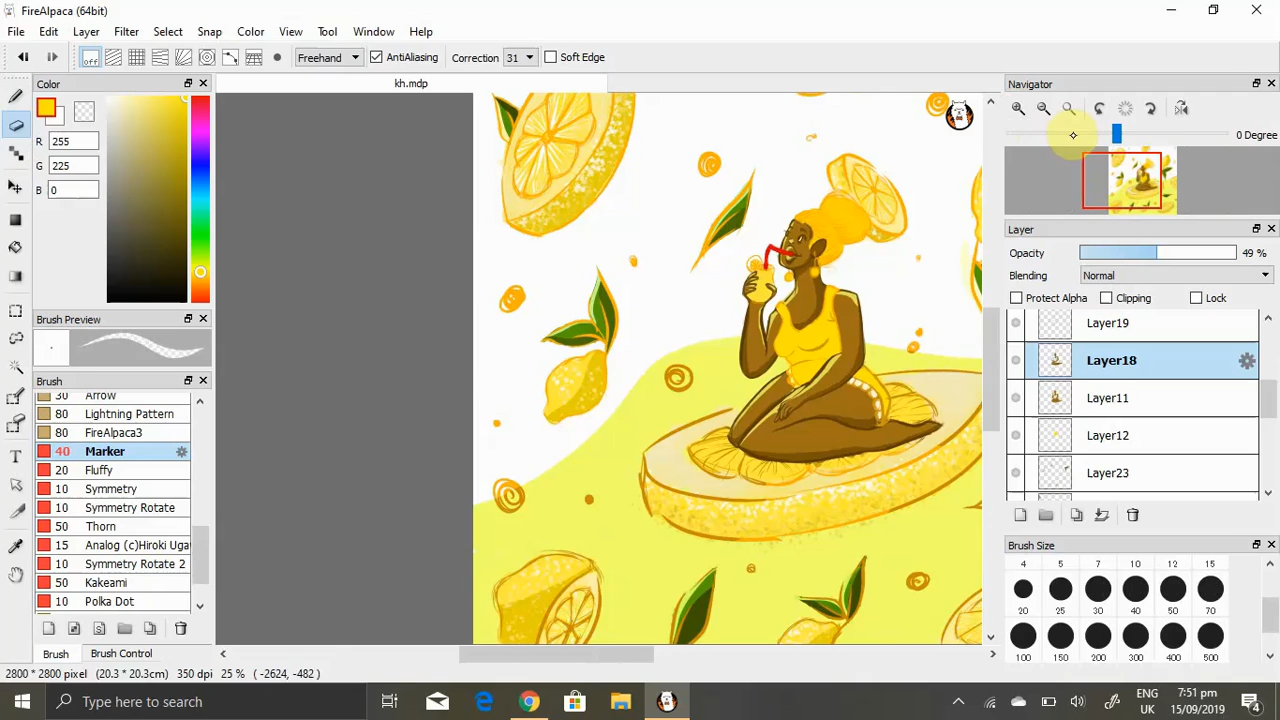 FireAlpaca (64bit)
File Edit View Layer Filter Select Snap Color View Tool Window Help
off Freehand AntiAliasing Correction 31 Soft Edge
Color
R 255
G 225
B 0
Brush Preview
Brush
30 Arrow
80 Lightning Pattern
80 FireAlpaca3
40 Marker
20 Fluffy
10 Symmetry
10 Symmetry Rotate
50 Thorn
15 Analog (c)Hiroki Uga
10 Symmetry Rotate 2
50 Kakeami
10 Polka Dot
Brush Brush Control
kh.mdp
Navigator
0 Degree
Layer
Opacity 49 %
Blending Normal
Protect Alpha Clipping Lock
Layer19
Layer18
Layer11
Layer12
Layer23
Brush Size
4 5 7 10 12 15
20 25 30 40 50 70
100 150 200 300 400 500
2800 * 2800 pixel (20.3 * 20.3cm) 350 dpi 25 % ( -2624, -482 )
Type here to search
ENG
UK
7:51 pm
15/09/2019
4